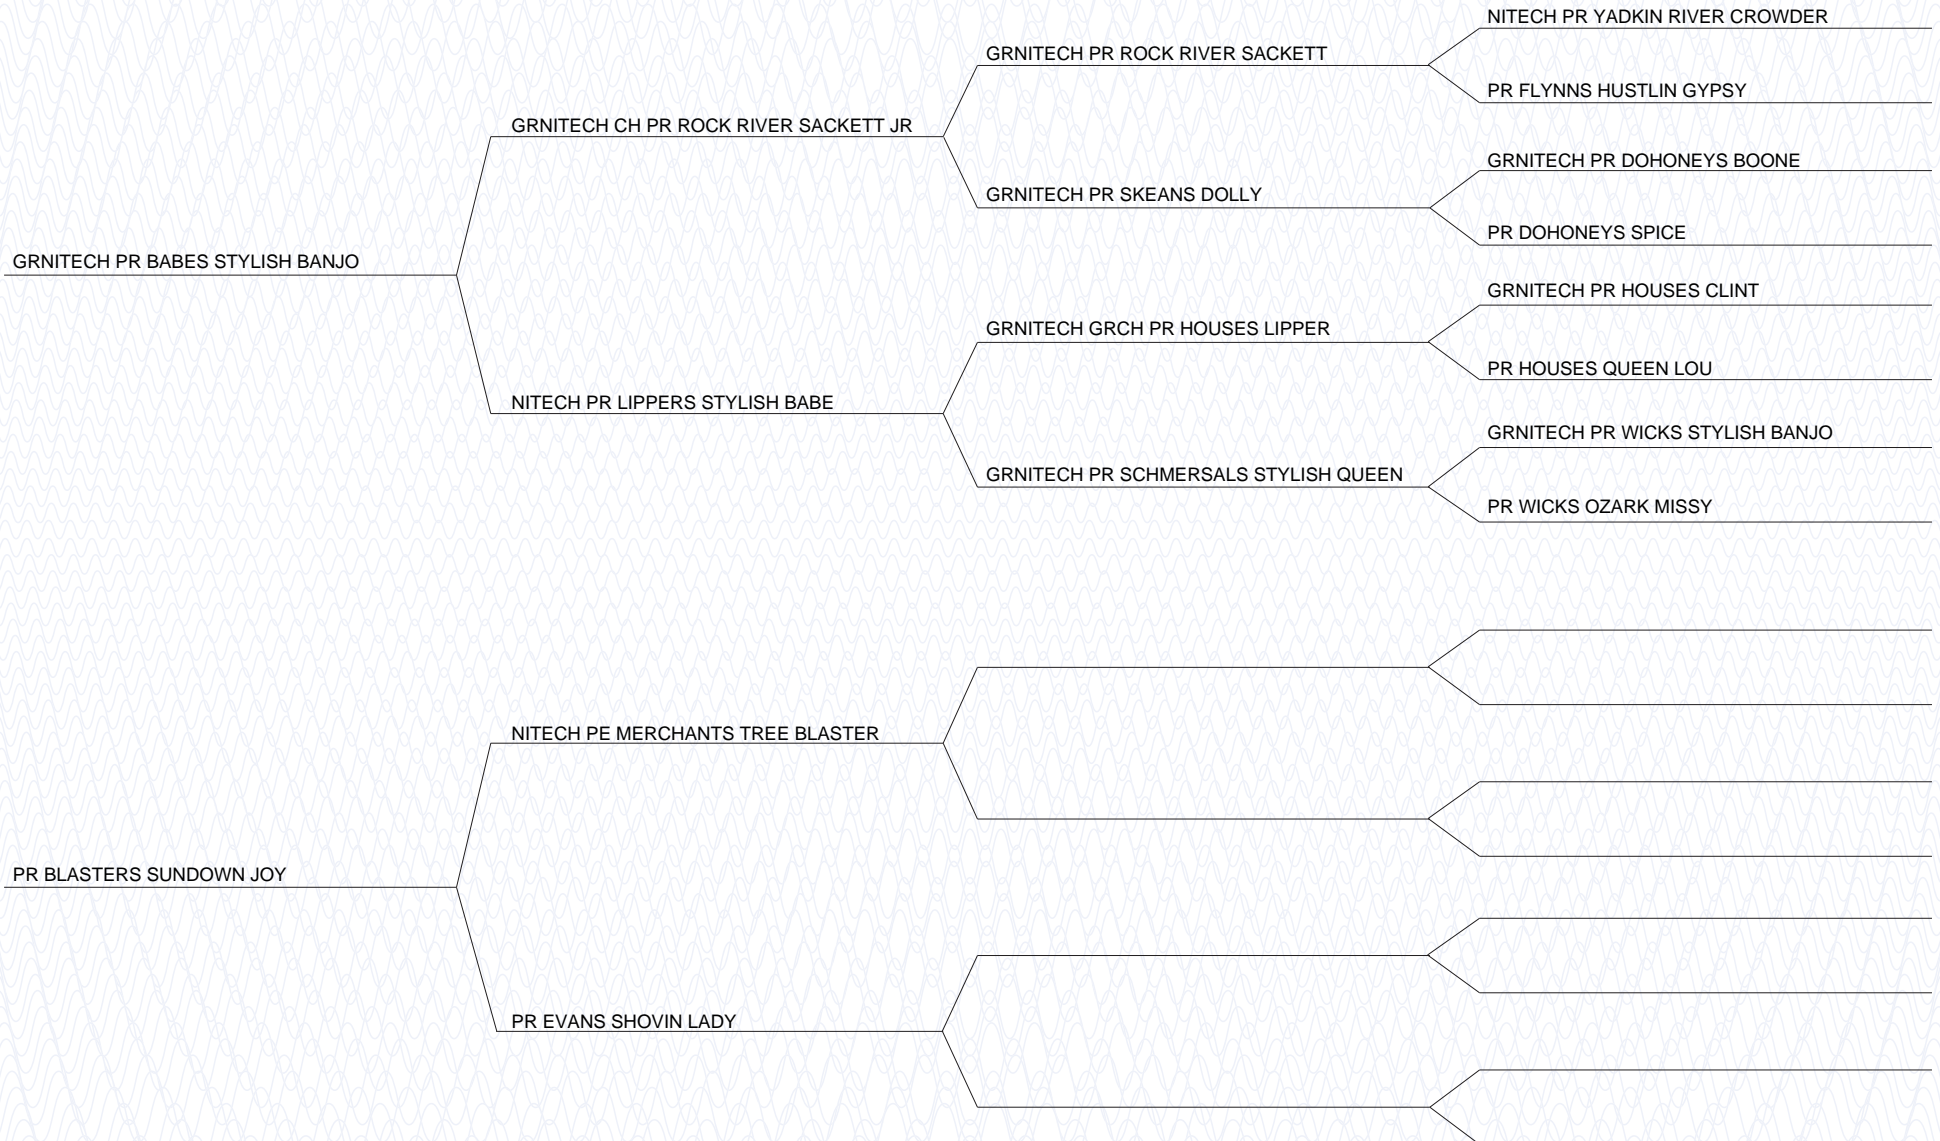 NITECH PR YADKIN RIVER CROWDER
GRNITECH PR ROCK RIVER SACKETT
PR FLYNNS HUSTLIN GYPSY
GRNITECH CH PR ROCK RIVER SACKETT JR
GRNITECH PR DOHONEYS BOONE
GRNITECH PR SKEANS DOLLY
PR DOHONEYS SPICE
GRNITECH PR BABES STYLISH BANJO
GRNITECH PR HOUSES CLINT
GRNITECH GRCH PR HOUSES LIPPER
PR HOUSES QUEEN LOU
NITECH PR LIPPERS STYLISH BABE
GRNITECH PR WICKS STYLISH BANJO
GRNITECH PR SCHMERSALS STYLISH QUEEN
PR WICKS OZARK MISSY
NITECH PE MERCHANTS TREE BLASTER
PR BLASTERS SUNDOWN JOY
PR EVANS SHOVIN LADY